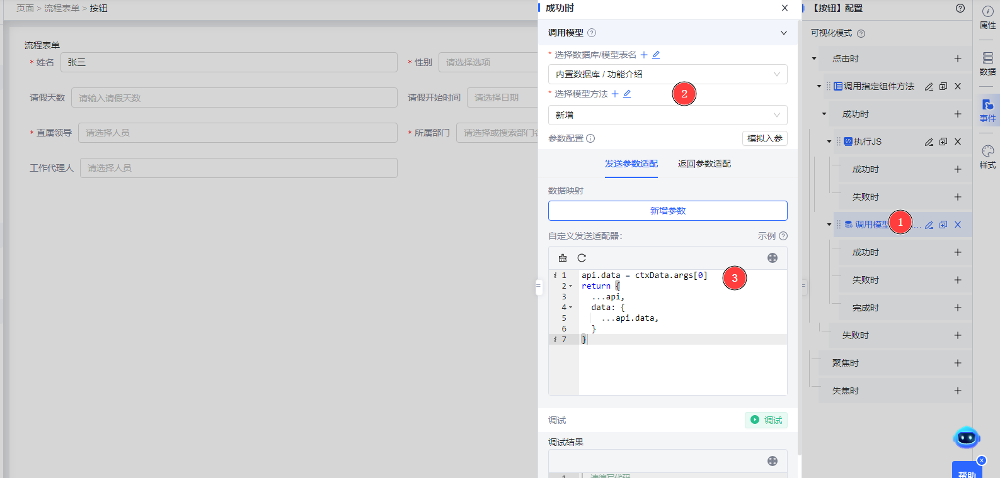 页面 > 流程表单 > 按钮
流程表单
* 姓名 张三
* 性别 请选择选项
请假天数 请输入请假天数
请假开始时间 请选择日期
* 直属领导 请选择人员
* 所属部门 请选择或搜索部门名
工作代理人 请选择人员
成功时
调用模型
* 选择数据库/模型表名
内置数据库 / 功能介绍
* 选择模型方法
2
新增
参数配置 模拟入参
发送参数适配 返回参数适配
数据映射
新增参数
自定义发送适配器: 示例
1 api.data = ctxData.args[0]
3
2 return {
3 ...api,
4 data: {
5 ...api.data,
6 }
7 }
调试 调试
调试结果
1 请编写代码
【按钮】配置
可视化模式
点击时
调用指定组件方法
成功时
执行JS
成功时
失败时
调用模型 ...
1
成功时
失败时
完成时
失败时
聚焦时
失焦时
属性
数据
事件
样式
帮助